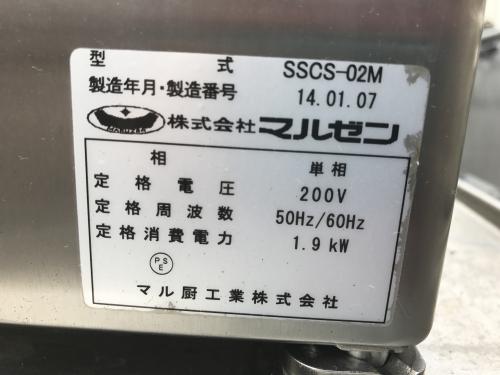 型 式 SSCS-02M
製造年月・製造番号 14.01.07
MARUZEN 株式会社マルゼン
相 単相
定格電圧 200V
定格周波数 50Hz/60Hz
定格消費電力 1.9kW
PS
E
マル厨工業株式会社